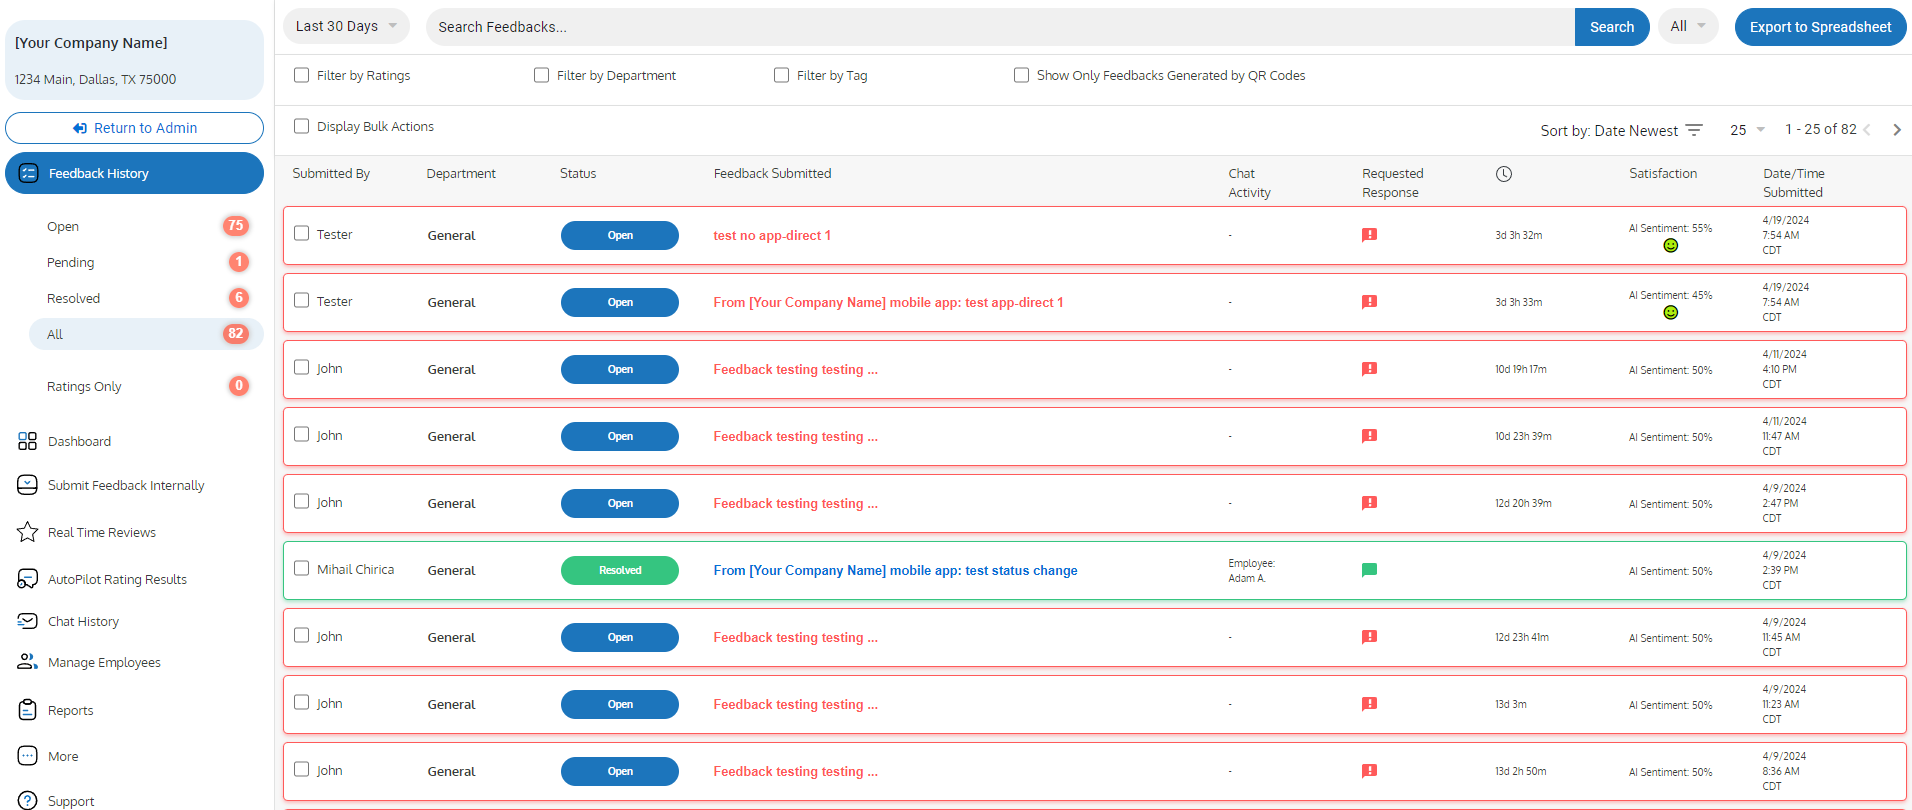 [Your Company Name]
1234 Main, Dallas, TX 75000
Return to Admin
Feedback History
Open 75
Pending 1
Resolved 6
All 82
Ratings Only 0
Dashboard
Submit Feedback Internally
Real Time Reviews
AutoPilot Rating Results
Chat History
Manage Employees
Reports
More
Support
Last 30 Days Search Feedbacks... Search All Export to Spreadsheet
Filter by Ratings Filter by Department Filter by Tag Show Only Feedbacks Generated by QR Codes
Display Bulk Actions Sort by: Date Newest 25 1 - 25 of 82
Submitted By Department Status Feedback Submitted Chat Requested Satisfaction Date/Time
Activity Response Submitted
4/19/2024
Tester General Open test no app-direct 1 - 3d 3h 32m AI Sentiment: 55% 7:54 AM
CDT
4/19/2024
Tester General Open From [Your Company Name] mobile app: test app-direct 1 - 3d 3h 33m AI Sentiment: 45% 7:54 AM
CDT
4/11/2024
John General Open Feedback testing testing ... - 10d 19h 17m AI Sentiment: 50% 4:10 PM
CDT
4/11/2024
John General Open Feedback testing testing ... - 10d 23h 39m AI Sentiment: 50% 11:47 AM
CDT
4/9/2024
John General Open Feedback testing testing ... - 12d 20h 39m AI Sentiment: 50% 2:47 PM
CDT
Employee: 4/9/2024
Mihail Chirica General Resolved From [Your Company Name] mobile app: test status change Adam A. AI Sentiment: 50% 2:39 PM
CDT
4/9/2024
John General Open Feedback testing testing ... - 12d 23h 41m AI Sentiment: 50% 11:45 AM
CDT
4/9/2024
John General Open Feedback testing testing ... - 13d 3m AI Sentiment: 50% 11:23 AM
CDT
4/9/2024
John General Open Feedback testing testing ... - 13d 2h 50m AI Sentiment: 50% 8:36 AM
CDT